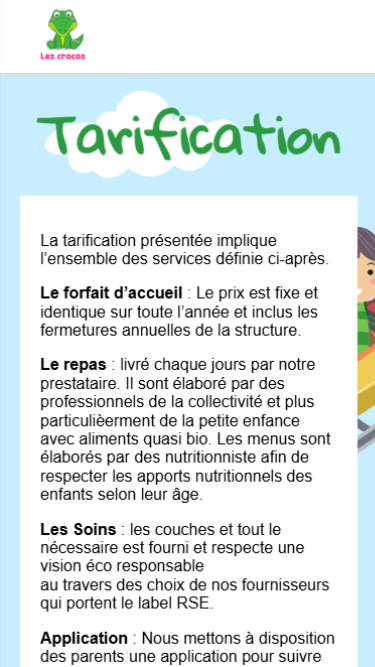 Les crocos
Tarification
La tarification présentée implique
l'ensemble des services définie ci-après.
Le forfait d'accueil : Le prix est fixe et
identique sur toute l'année et inclus les
fermetures annuelles de la structure.
Le repas : livré chaque jours par notre
prestataire. Il sont élaboré par des
professionnels de la collectivité et plus
particulièerment de la petite enfance
avec aliments quasi bio. Les menus sont
élaborés par des nutritionniste afin de
respecter les apports nutritionnels des
enfants selon leur âge.
Les Soins : les couches et tout le
nécessaire est fourni et respecte une
vision éco responsable
au travers des choix de nos fournisseurs
qui portent le label RSE.
Application : Nous mettons à disposition
des parents une application pour suivre